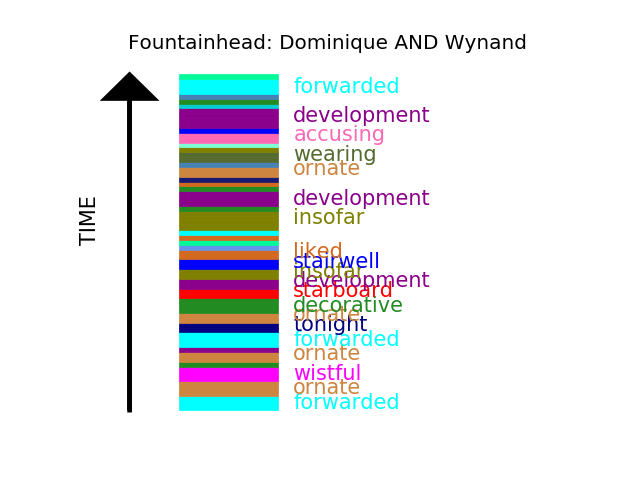 Fountainhead: Dominique AND Wynand
forwarded
development
accusing
wearing
ornate
development
insofar
liked
stairwell
insofar
development
starboard
decorative
ornate
tonight
forwarded
ornate
wistful
ornate
forwarded
TIME